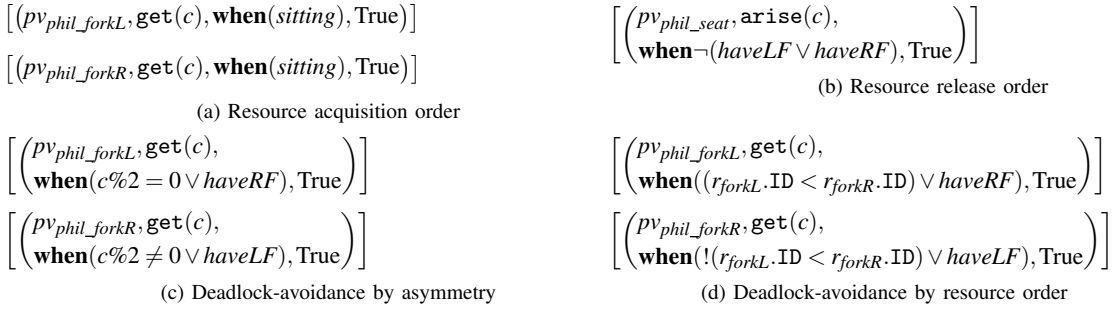 [(pv_phil_forkL, get(c), when(sitting), True)]
[(pv_phil_forkR, get(c), when(sitting), True)]
(a) Resource acquisition order
[(pv_phil_seat, arise(c),
when¬(haveLF ∨ haveRF), True)]
(b) Resource release order
[(pv_phil_forkL, get(c),
when(c%2 = 0 ∨ haveRF), True)]
[(pv_phil_forkR, get(c),
when(c%2 ≠ 0 ∨ haveLF), True)]
(c) Deadlock-avoidance by asymmetry
[(pv_phil_forkL, get(c),
when((r_forkL.ID < r_forkR.ID) ∨ haveRF), True)]
[(pv_phil_forkR, get(c),
when(!(r_forkL.ID < r_forkR.ID) ∨ haveLF), True)]
(d) Deadlock-avoidance by resource order